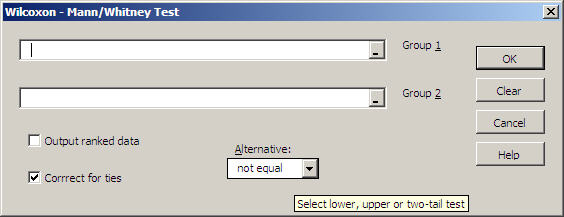 Wilcoxon - Mann/Whitney Test
Group 1
OK
Group 2
Clear
Output ranked data
Cancel
Alternative:
not equal
Help
Corrrect for ties
Select lower, upper or two-tail test